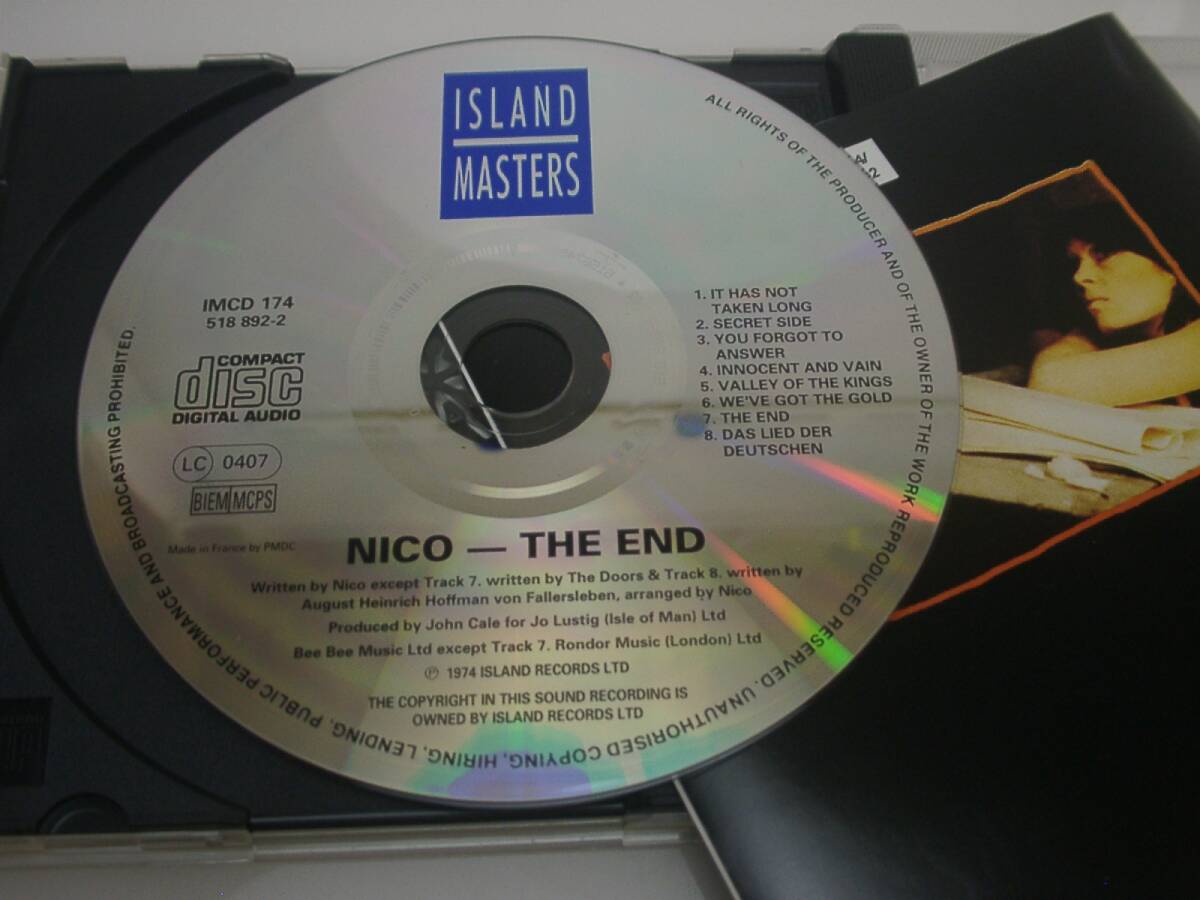 ISLAND
MASTERS
ALL RIGHTS OF THE PRODUCER AND OF THE OWNER OF THE WORK REPRODUCED RESERVED. UNAUTHORISED COPYING, HIRING, LENDING, PUBLIC PERFORMANCE AND BROADCASTING PROHIBITED.
IMCD 174
518 892-2
COMPACT
disc
DIGITAL AUDIO
LC 0407
BIEM/MCPS
Made in France by PMDC
1. IT HAS NOT
TAKEN LONG
2. SECRET SIDE
3. YOU FORGOT TO
ANSWER
4. INNOCENT AND VAIN
5. VALLEY OF THE KINGS
6. WE'VE GOT THE GOLD
7. THE END
8. DAS LIED DER
DEUTSCHEN
NICO — THE END
Written by Nico except Track 7. written by The Doors & Track 8. written by
August Heinrich Hoffman von Fallersleben, arranged by Nico
Produced by John Cale for Jo Lustig (Isle of Man) Ltd
Bee Bee Music Ltd except Track 7. Rondor Music (London) Ltd
℗ 1974 ISLAND RECORDS LTD
THE COPYRIGHT IN THIS SOUND RECORDING IS
OWNED BY ISLAND RECORDS LTD